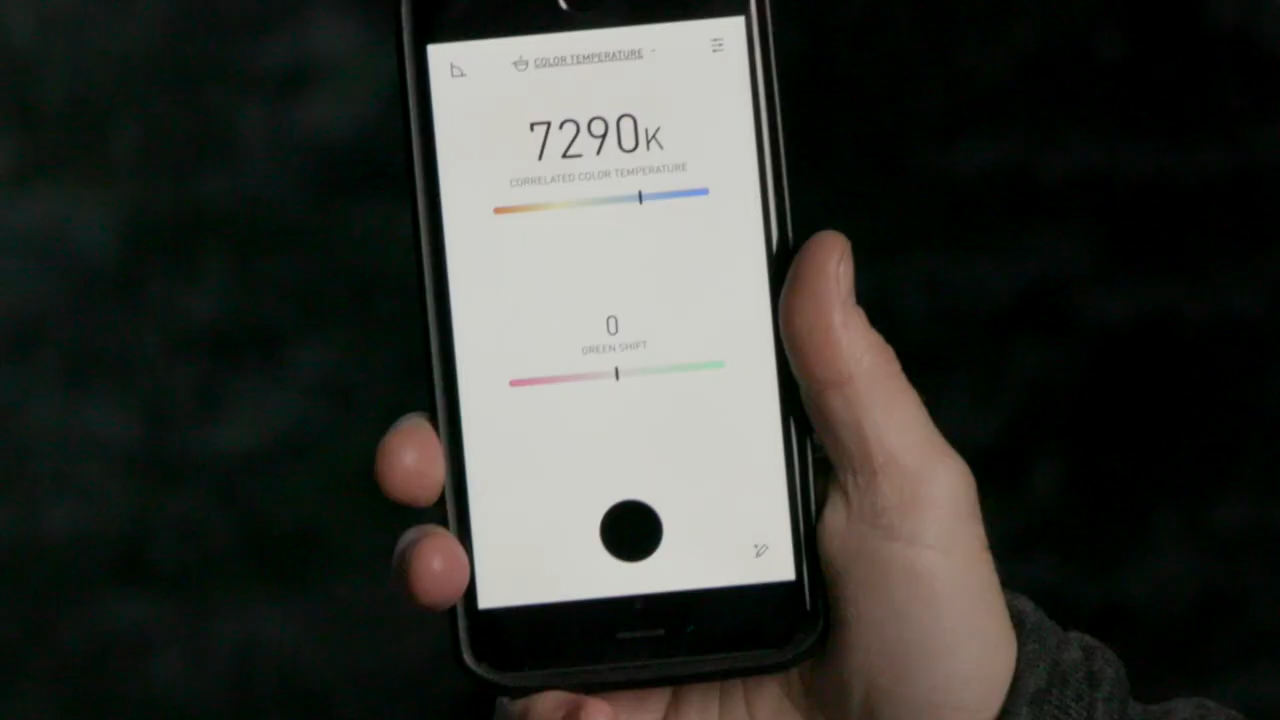 COLOR TEMPERATURE
7290K
CORRELATED COLOR TEMPERATURE
0
GREEN SHIFT